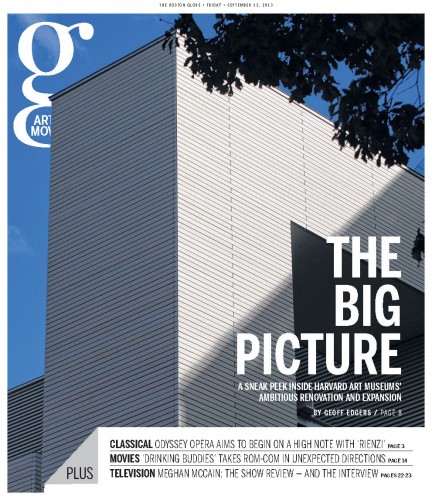 THE BOSTON GLOBE • FRIDAY • SEPTEMBER 13, 2013
g
ART
MOV
THE
BIG
PICTURE
A SNEAK PEEK INSIDE HARVARD ART MUSEUMS'
AMBITIOUS RENOVATION AND EXPANSION
BY GEOFF EDGERS / PAGE 8
PLUS
CLASSICAL ODYSSEY OPERA AIMS TO BEGIN ON A HIGH NOTE WITH 'RIENZI' PAGE 3
MOVIES 'DRINKING BUDDIES' TAKES ROM-COM IN UNEXPECTED DIRECTIONS PAGE 14
TELEVISION MEGHAN MCCAIN: THE SHOW REVIEW — AND THE INTERVIEW PAGES 22-23